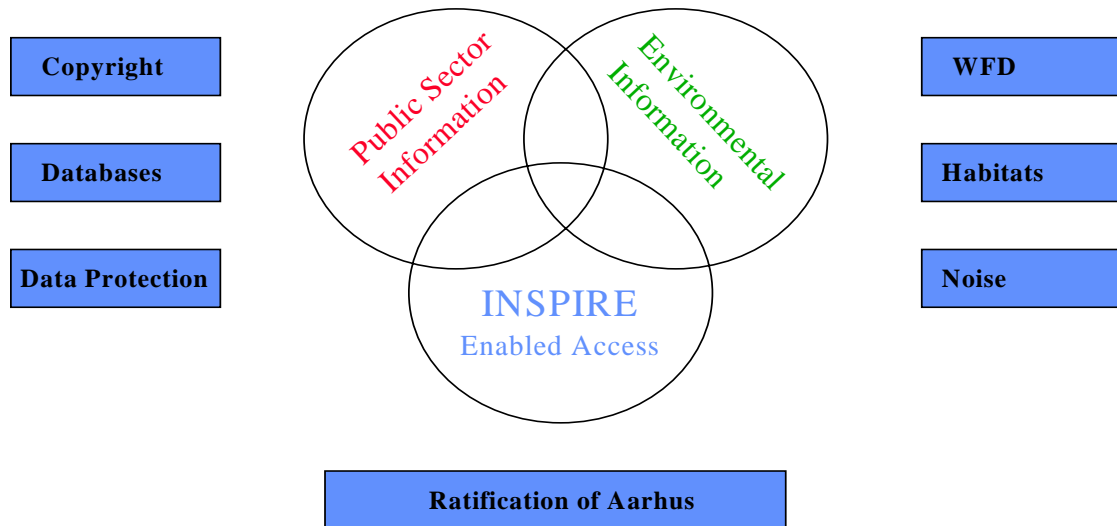 Copyright
Databases
Data Protection
Public Sector
Information
Environmental
Information
INSPIRE
Enabled Access
WFD
Habitats
Noise
Ratification of Aarhus